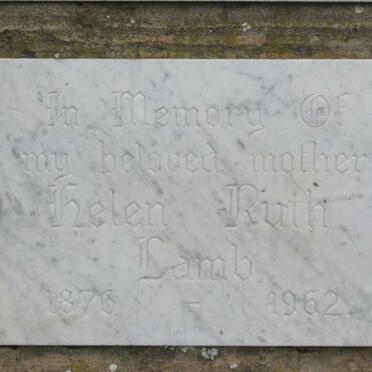 In Memory Of
my beloved mother
Helen Ruth
Lamb
1876 - 1962.